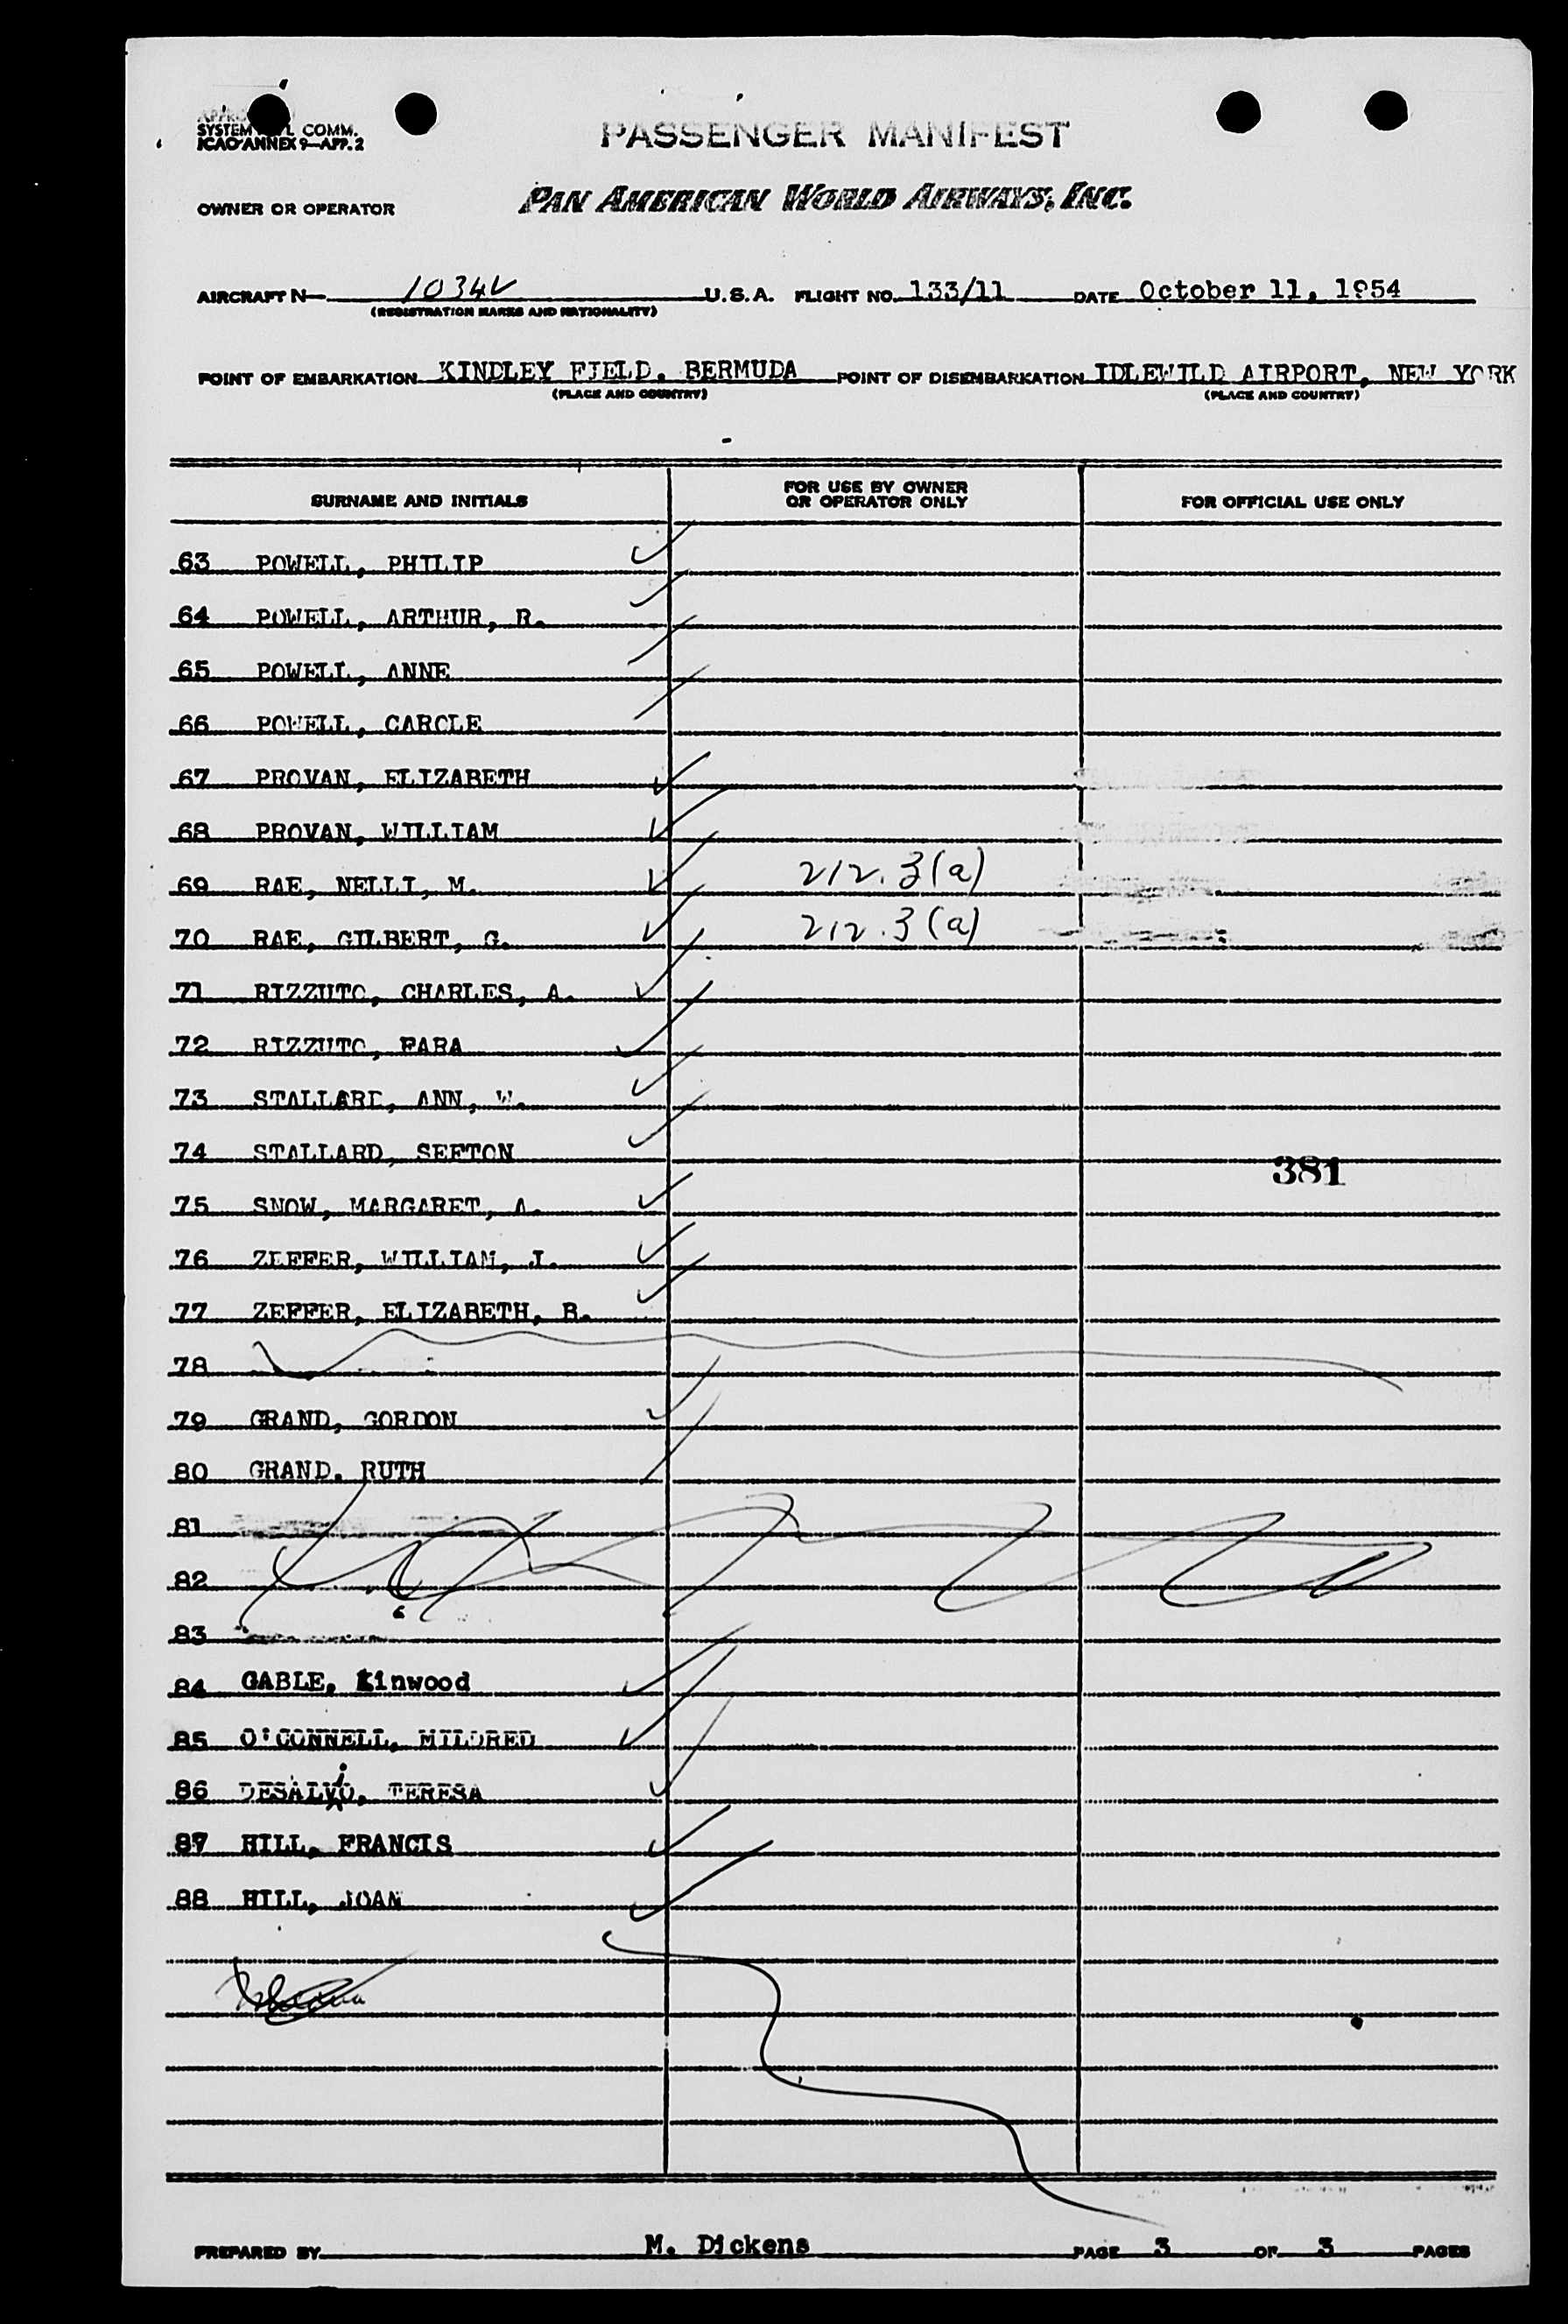 SYSTEM COMM.
ICAO ANNEX 9—APP. 2
PASSENGER MANIFEST
OWNER OR OPERATOR PAN AMERICAN WORLD AIRWAYS, INC.
AIRCRAFT N— 1034V U.S.A. FLIGHT NO. 133/11 DATE October 11, 1954
(REGISTRATION MARKS AND NATIONALITY)
POINT OF EMBARKATION KINDLEY FIELD. BERMUDA POINT OF DISEMBARKATION IDLEWILD AIRPORT, NEW YORK
(PLACE AND COUNTRY) (PLACE AND COUNTRY)
SURNAME AND INITIALS FOR USE BY OWNER OR OPERATOR ONLY FOR OFFICIAL USE ONLY
63 POWELL, PHILIP
64 POWELL, ARTHUR, R.
65 POWELL, ANNE
66 POWELL, CAROLE
67 PROVAN, ELIZABETH
68 PROVAN, WILLIAM
69 RAE, NELLI, M. 212.3(a)
70 RAE, GILBERT, G. 212.3(a)
71 RIZZUTO, CHARLES, A.
72 RIZZUTO, FARA
73 STALLARD, ANN, W.
74 STALLARD, SEFTON
381
75 SNOW, MARGARET, A.
76 ZEFFER, WILLIAM, J.
77 ZEFFER, ELIZABETH, B.
78
79 GRAND, GORDON
80 GRAND. RUTH
81
82
83
84 GABLE, Linwood
85 O'CONNELL, MILDRED
86 DESALVIO, TERESA
87 HILL, FRANCIS
88 HILL, JOAN
PREPARED BY M. Dickens PAGE 3 OF 3 PAGES